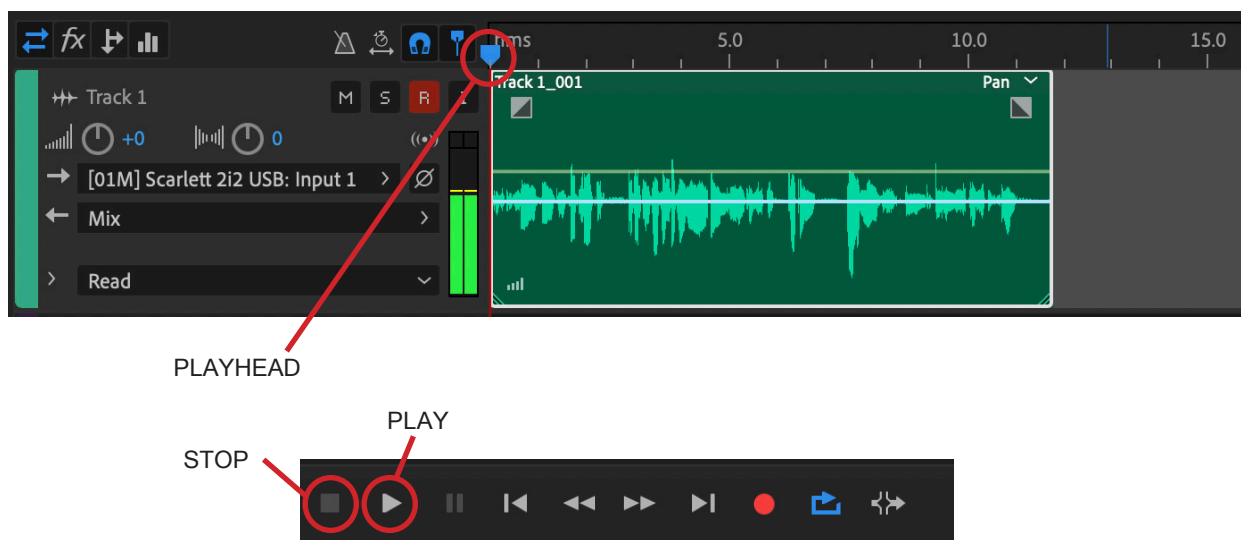 fx
hms 5.0 10.0 15.0
Track 1 M S R I
Track 1_001 Pan
+0 0
[01M] Scarlett 2i2 USB: Input 1
Mix
Read
PLAYHEAD
PLAY
STOP